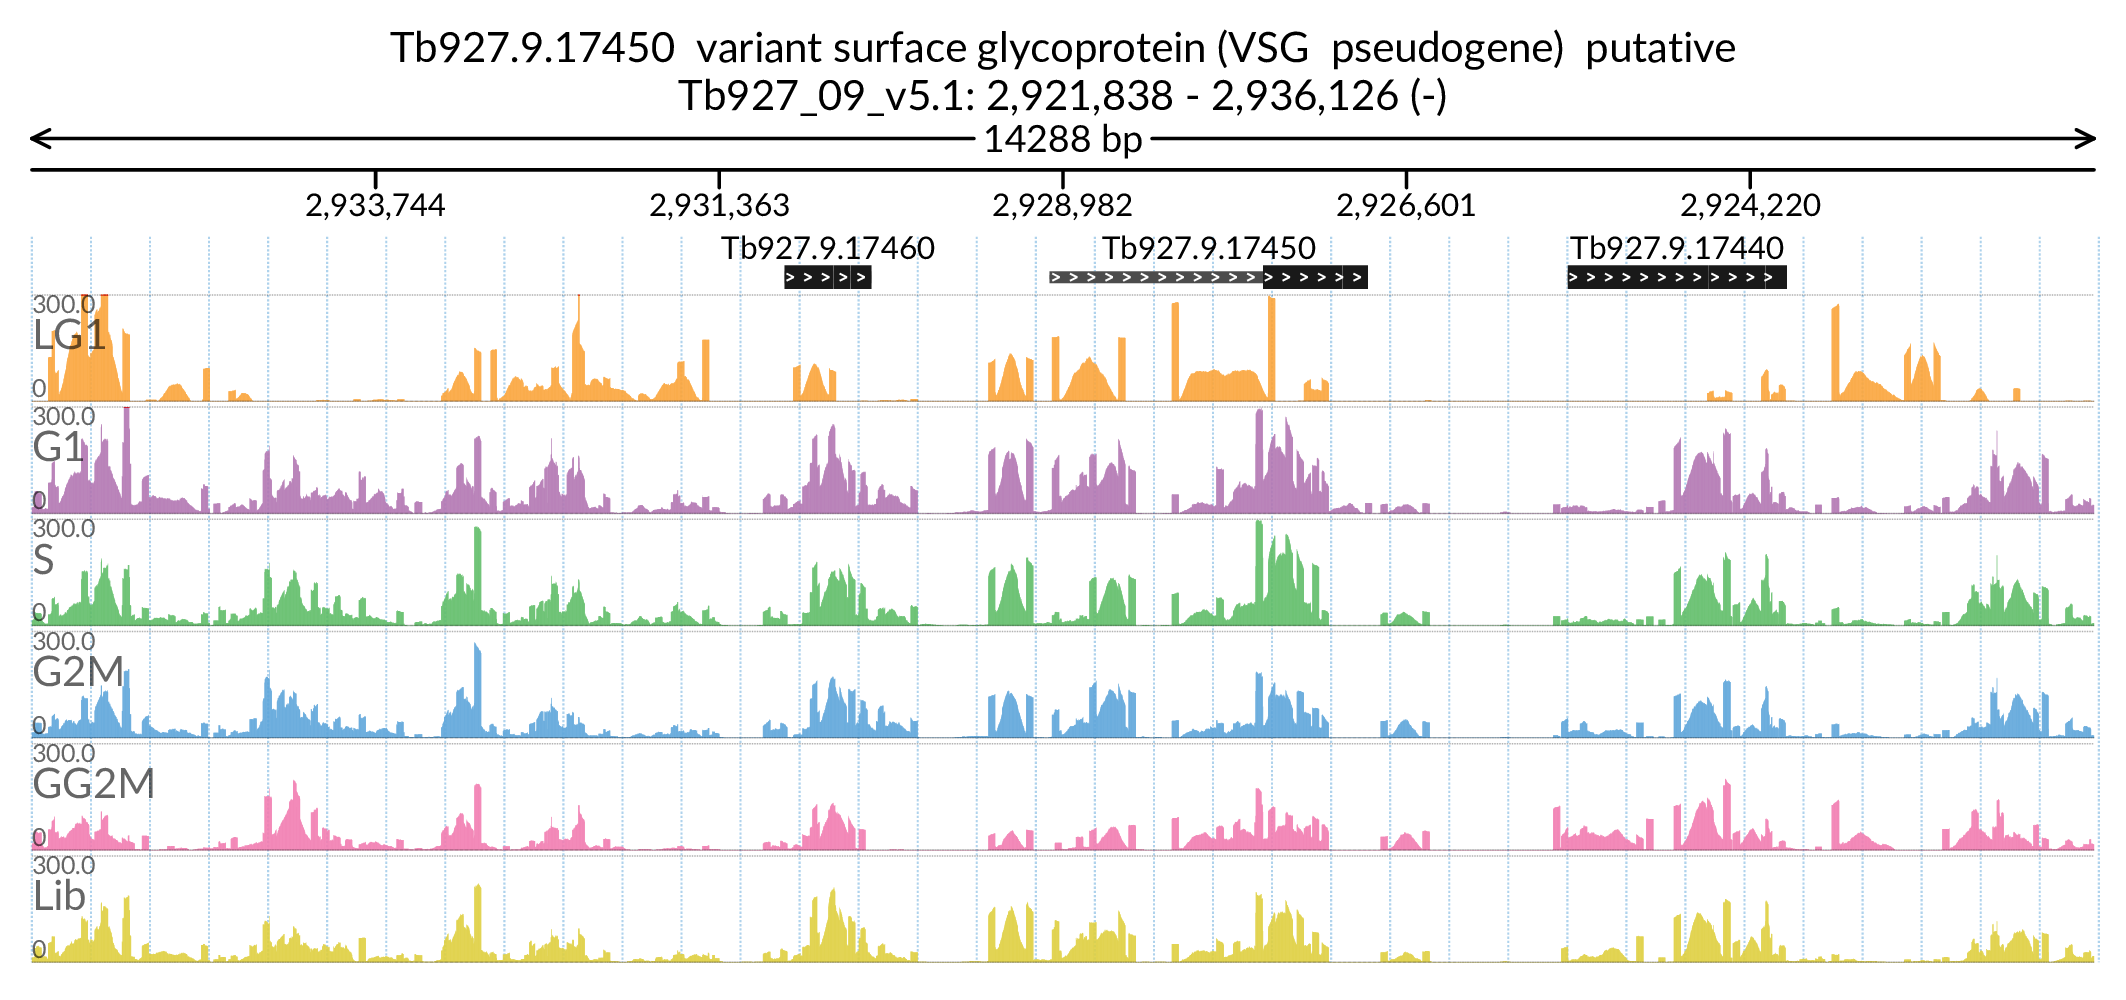 Tb927.9.17450 variant surface glycoprotein (VSG pseudogene) putative
Tb927_09_v5.1: 2,921,838 - 2,936,126 (-)
14288 bp
2,933,744 2,931,363 2,928,982 2,926,601 2,924,220
Tb927.9.17460 Tb927.9.17450 Tb927.9.17440
300.0
LG1
0
300.0
G1
0
300.0
S
0
300.0
G2M
0
300.0
GG2M
0
300.0
Lib
0